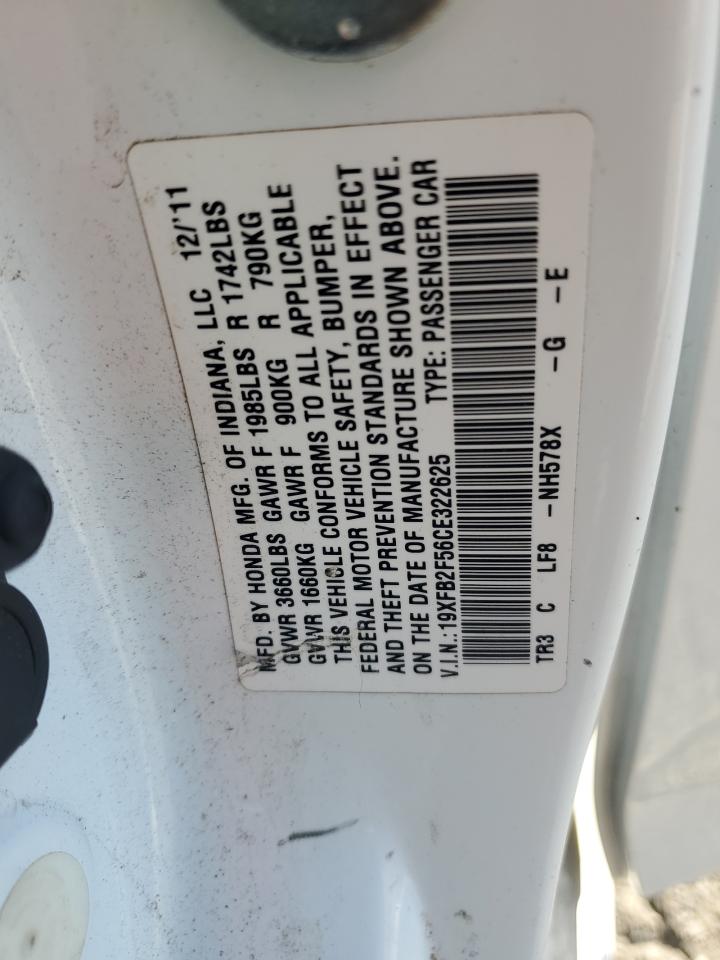 MFD. BY HONDA MFG. OF INDIANA, LLC 12/'11
GVWR 3660LBS GAWR F 1985LBS R 1742LBS
GVWR 1660KG GAWR F 900KG R 790KG
THIS VEHICLE CONFORMS TO ALL APPLICABLE
FEDERAL MOTOR VEHICLE SAFETY, BUMPER,
AND THEFT PREVENTION STANDARDS IN EFFECT
ON THE DATE OF MANUFACTURE SHOWN ABOVE.
V.I.N.: 19XFB2F56CE322625 TYPE: PASSENGER CAR
TR3 C LF8 -NH578X -G -E